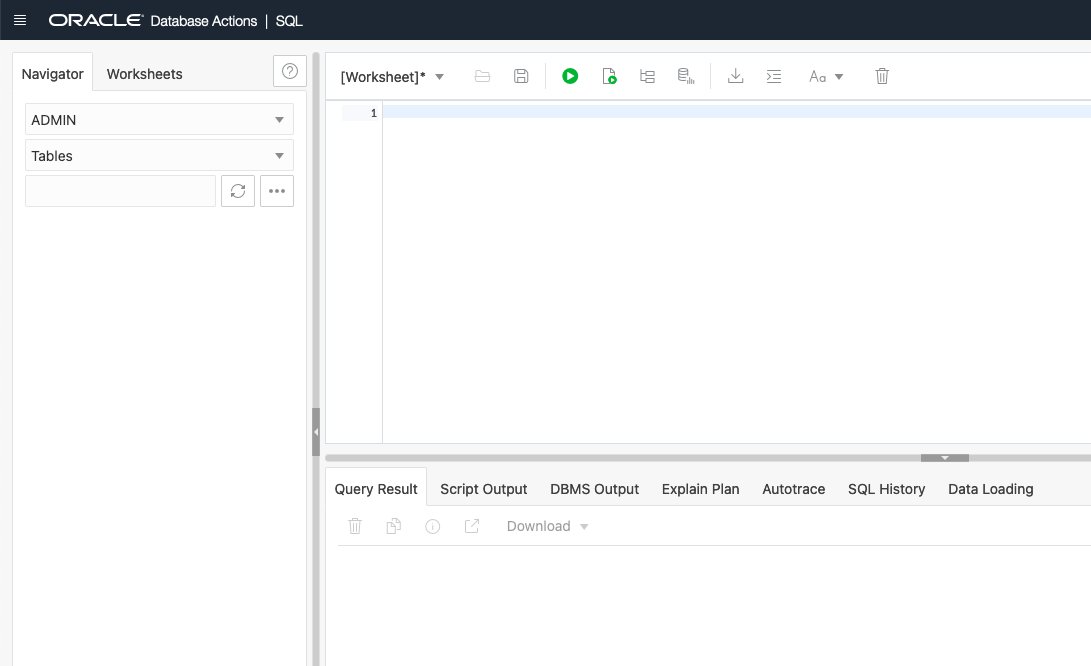 ORACLE Database Actions | SQL
Navigator Worksheets
ADMIN
Tables
[Worksheet]*
Aa
1
Query Result Script Output DBMS Output Explain Plan Autotrace SQL History Data Loading
Download